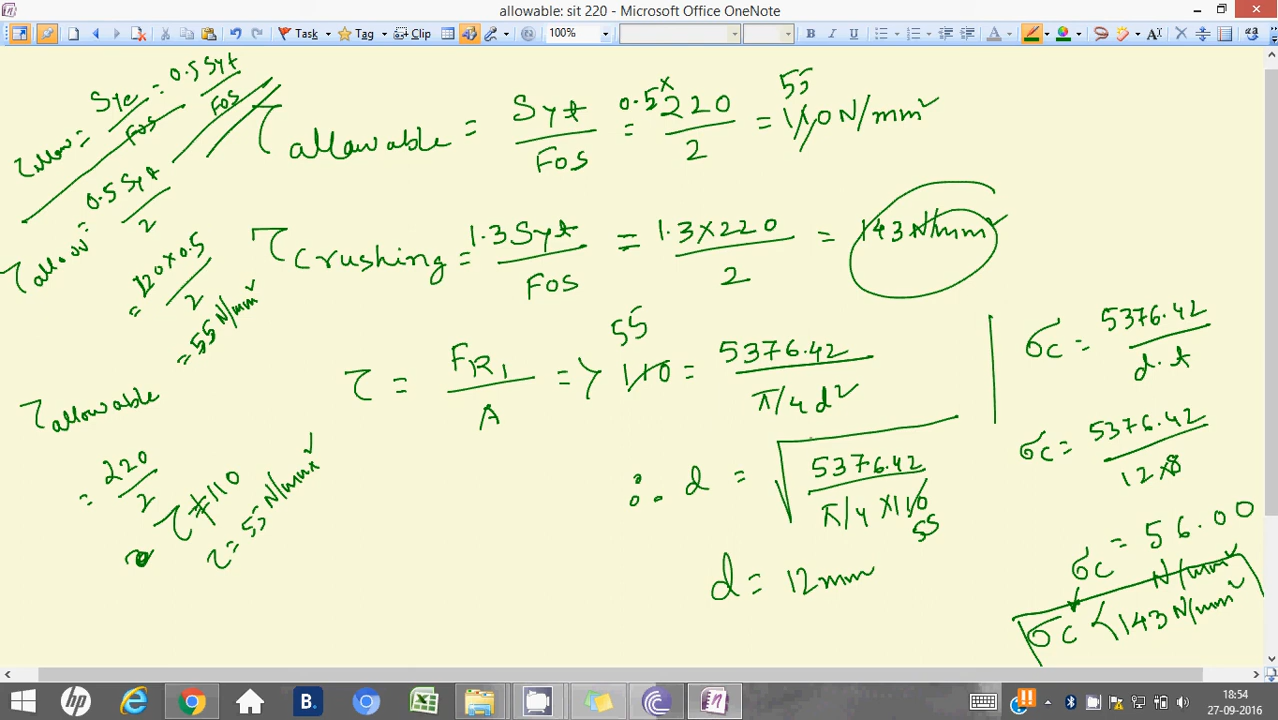 allowable: sit 220 - Microsoft Office OneNote
Task Tag Clip 100% B I U A
τallow = Sye/FOS = 0.5 Syt/FOS
τallow = 0.5 Syt/2
= 220 x 0.5/2
= 55 N/mm²
τallowable
= 220/2
τ ≠ 110
τ = 55 N/mm²
τallowable = Syt/FOS = 0.5 x 220/2 = 110 55 N/mm²
τcrushing = 1.3 Syt/FOS = 1.3 X 220/2 = 143 N/mm²
τ = FR1/A => 110 55 = 5376.42/π/4 d²
∴ d = √5376.42/π/4 X 110 55
d = 12mm
σc = 5376.42/d.t
σc = 5376.42/12 x 8
σc = 56.00 N/mm²
σc < 143 N/mm²
18:54
27-09-2016